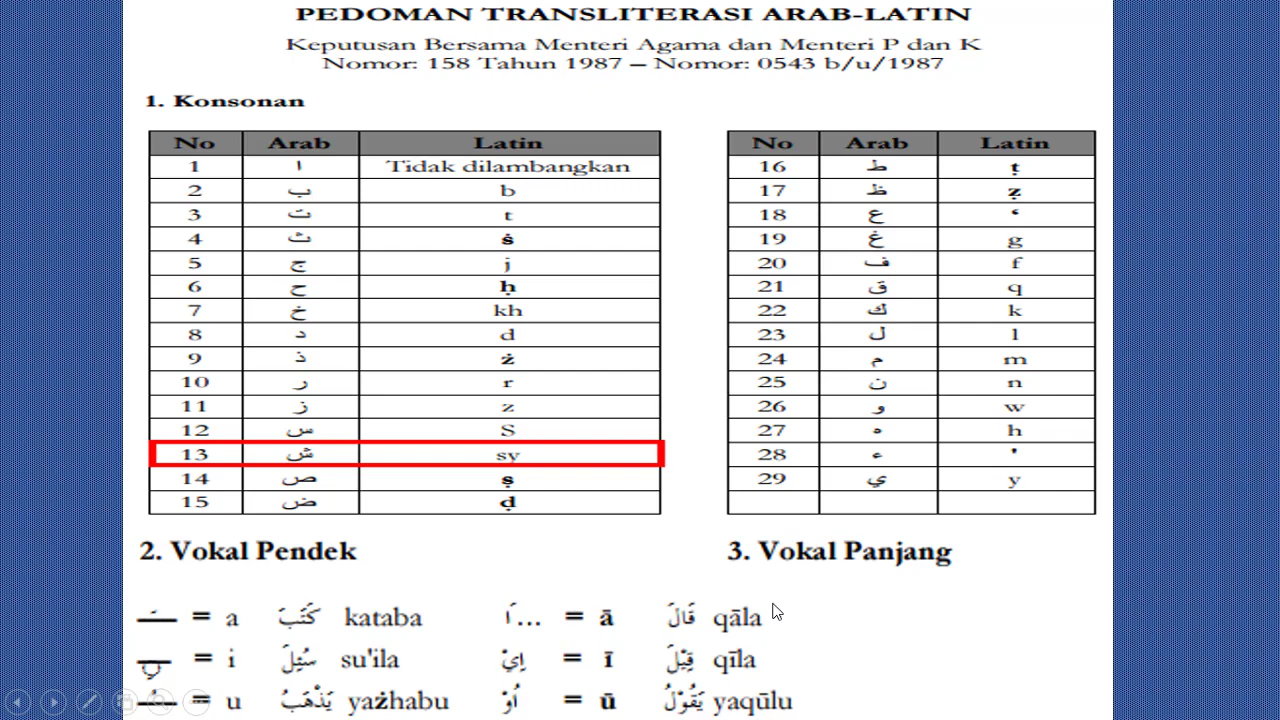 PEDOMAN TRANSLITERASI ARAB-LATIN
Keputusan Bersama Menteri Agama dan Menteri P dan K
Nomor: 158 Tahun 1987 – Nomor: 0543 b/u/1987
1. Konsonan
No Arab Latin
1 ا Tidak dilambangkan
2 ب b
3 ت t
4 ث ṡ
5 ج j
6 ح ḥ
7 خ kh
8 د d
9 ذ ż
10 ر r
11 ز z
12 س S
13 ش sy
14 ص ṣ
15 ض ḍ
No Arab Latin
16 ط ṭ
17 ظ ẓ
18 ع ‘
19 غ g
20 ف f
21 ق q
22 ك k
23 ل l
24 م m
25 ن n
26 و w
27 ه h
28 ء '
29 ي y
2. Vokal Pendek
ـَ = a كَتَبَ kataba
ـِ = i سُئِلَ su'ila
ـُ = u يَذْهَبُ yażhabu
3. Vokal Panjang
...اَ = ā قَالَ qāla
اِيْ = ī قِيْلَ qīla
اُوْ = ū يَقُوْلُ yaqūlu